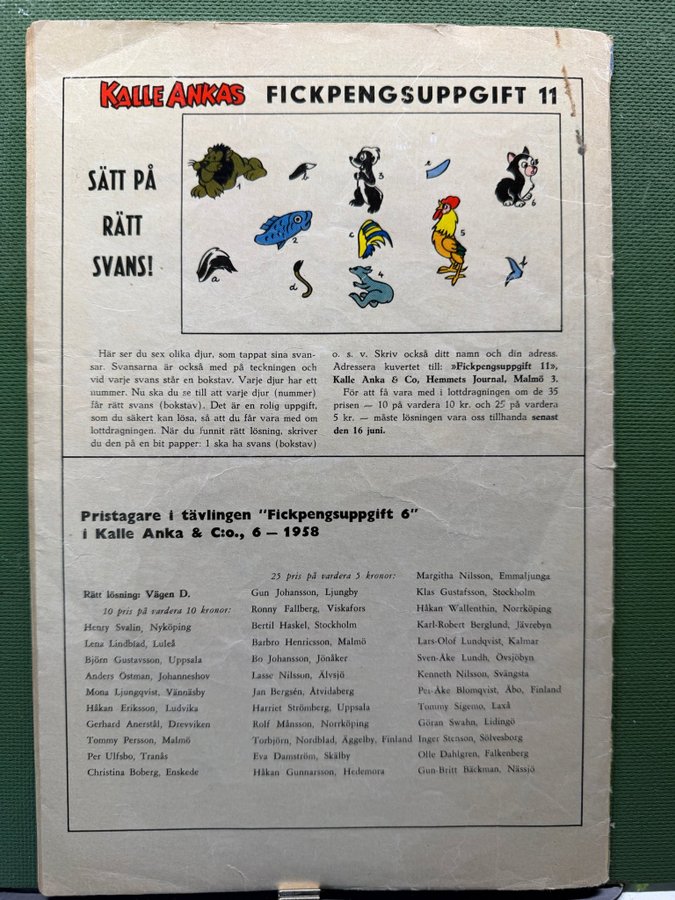 KALLE ANKAS FICKPENGSUPPGIFT 11
SÄTT PÅ
RÄTT
SVANS!
1
b
3
e
6
2
c
5
a
d
4
f
Här ser du sex olika djur, som tappat sina svan-
sar. Svansarna är också med på teckningen och
vid varje svans står en bokstav. Varje djur har ett
nummer. Nu ska du se till att varje djur (nummer)
får rätt svans (bokstav). Det är en rolig uppgift,
som du säkert kan lösa, så att du får vara med om
lottdragningen. När du funnit rätt lösning, skriver
du den på en bit papper: 1 ska ha svans (bokstav)
o. s. v. Skriv också ditt namn och din adress.
Adressera kuvertet till: »Fickpengsuppgift 11»,
Kalle Anka & Co, Hemmets Journal, Malmö 3.
För att få vara med i lottdragningen om de 35
prisen — 10 på vardera 10 kr. och 25 på vardera
5 kr. — måste lösningen vara oss tillhanda senast
den 16 juni.
Pristagare i tävlingen "Fickpengsuppgift 6"
i Kalle Anka & C:o., 6 — 1958
Rätt lösning: Vägen D.
10 pris på vardera 10 kronor:
Henry Svalin, Nyköping
Lena Lindblad, Luleå
Björn Gustavsson, Uppsala
Anders Östman, Johanneshov
Mona Ljungqvist, Vännäsby
Håkan Eriksson, Ludvika
Gerhard Anerstål, Drevviken
Tommy Persson, Malmö
Per Ulfsbo, Tranås
Christina Boberg, Enskede
25 pris på vardera 5 kronor:
Gun Johansson, Ljungby
Ronny Fallberg, Viskafors
Bertil Haskel, Stockholm
Barbro Henricsson, Malmö
Bo Johansson, Jönåker
Lasse Nilsson, Älvsjö
Jan Bergsén, Åtvidaberg
Harriet Strömberg, Uppsala
Rolf Månsson, Norrköping
Torbjörn, Nordblad, Äggelby, Finland
Eva Damström, Skälby
Håkan Gunnarsson, Hedemora
Margitha Nilsson, Emmaljunga
Klas Gustafsson, Stockholm
Håkan Wallenthin, Norrköping
Karl-Robert Berglund, Jävrebyn
Lars-Olof Lundqvist, Kalmar
Sven-Åke Lundh, Övsjöbyn
Kenneth Nilsson, Svängsta
Per-Åke Blomqvist, Åbo, Finland
Tommy Sigemo, Laxå
Göran Swahn, Lidingö
Inger Stenson, Sölvesborg
Olle Dahlgren, Falkenberg
Gun-Britt Bäckman, Nässjö